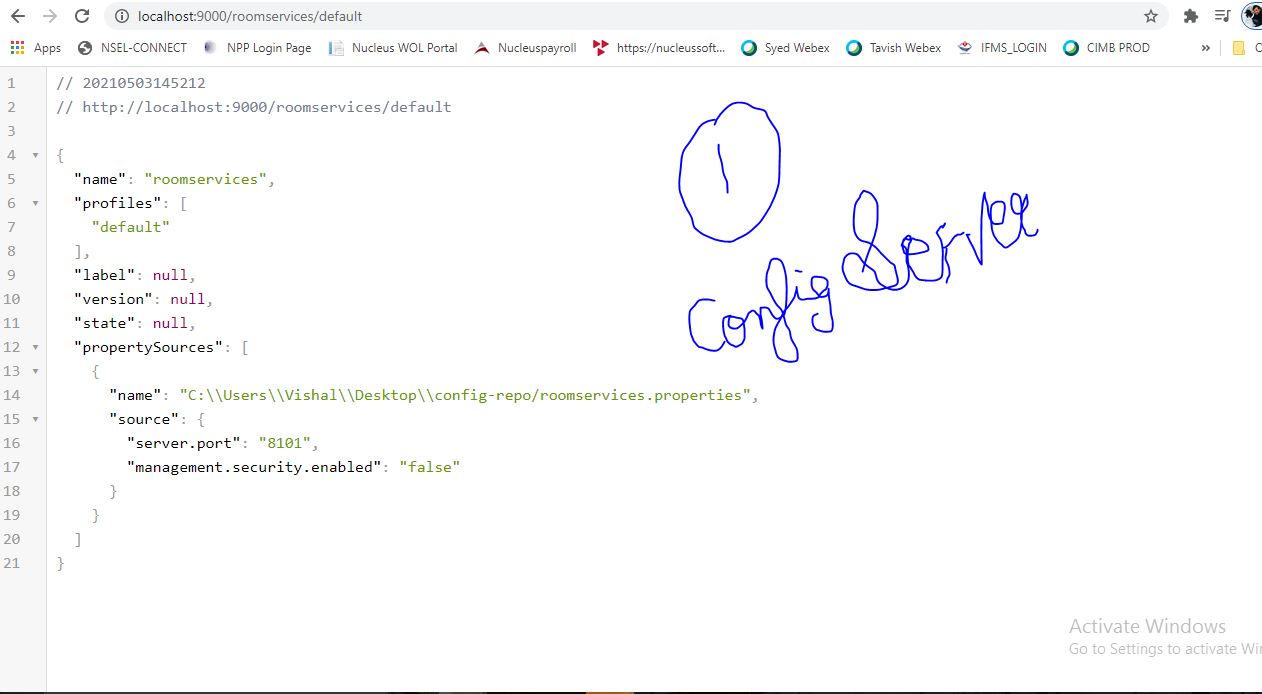 localhost:9000/roomservices/default
Apps NSEL-CONNECT NPP Login Page Nucleus WOL Portal Nucleuspayroll https://nucleussoft... Syed Webex Tavish Webex IFMS_LOGIN CIMB PROD » C
1 // 20210503145212
2 // http://localhost:9000/roomservices/default
3
4 {
5 "name": "roomservices",
6 "profiles": [
7 "default"
8 ],
9 "label": null,
10 "version": null,
11 "state": null,
12 "propertySources": [
13 {
14 "name": "C:\\Users\\Vishal\\Desktop\\config-repo/roomservices.properties",
15 "source": {
16 "server.port": "8101",
17 "management.security.enabled": "false"
18 }
19 }
20 ]
21 }
1
Config Server
Activate Windows
Go to Settings to activate Wi